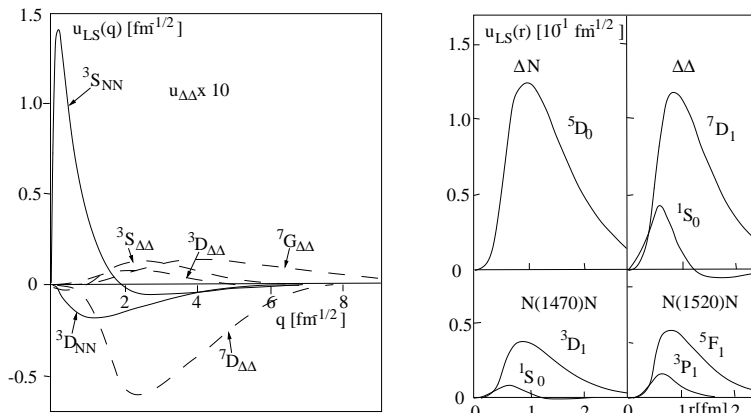 u_LS(q) [fm^-1/2]
1.5
1.0
0.5
0
-0.5
^3S_NN
u_ΔΔ x 10
^3S_ΔΔ
^3D_ΔΔ
^7G_ΔΔ
2 4 6 8
q [fm^-1/2]
^3D_NN
^7D_ΔΔ
u_LS(r) [10^-1 fm^-1/2]
1.5
1.0
0.5
0
ΔN
^5D_0
ΔΔ
^7D_1
^1S_0
N(1470)N
0.5
0
^3D_1
^1S_0
N(1520)N
^5F_1
^3P_1
0 1 2 0 1 r[fm] 2